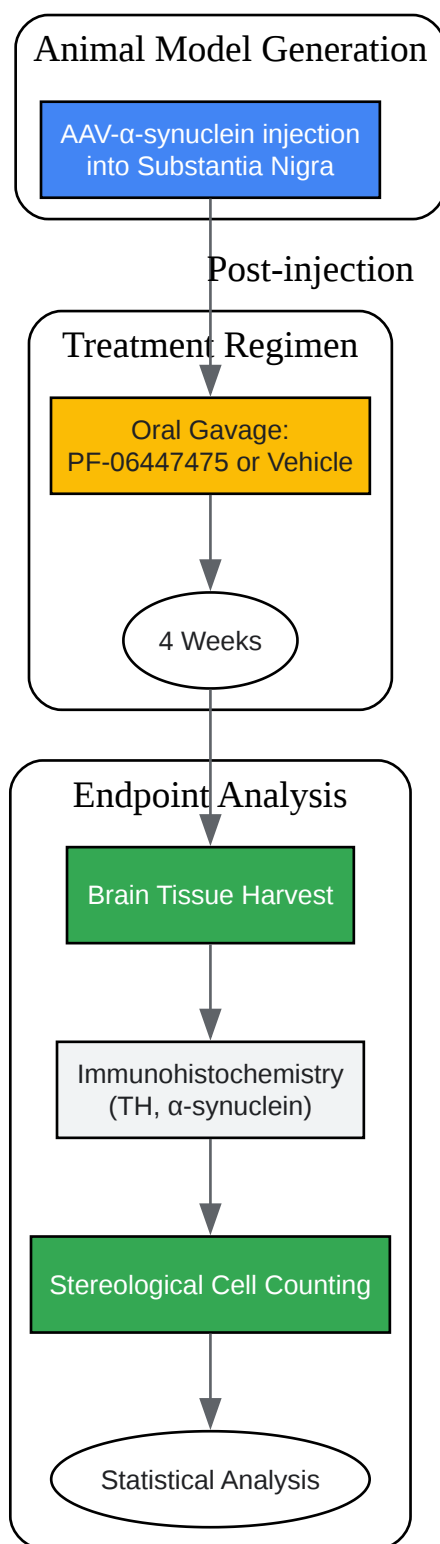 Animal Model Generation
AAV-α-synuclein injection
into Substantia Nigra
Post-injection
Treatment Regimen
Oral Gavage:
PF-06447475 or Vehicle
4 Weeks
Endpoint Analysis
Brain Tissue Harvest
Immunohistochemistry
(TH, α-synuclein)
Stereological Cell Counting
Statistical Analysis